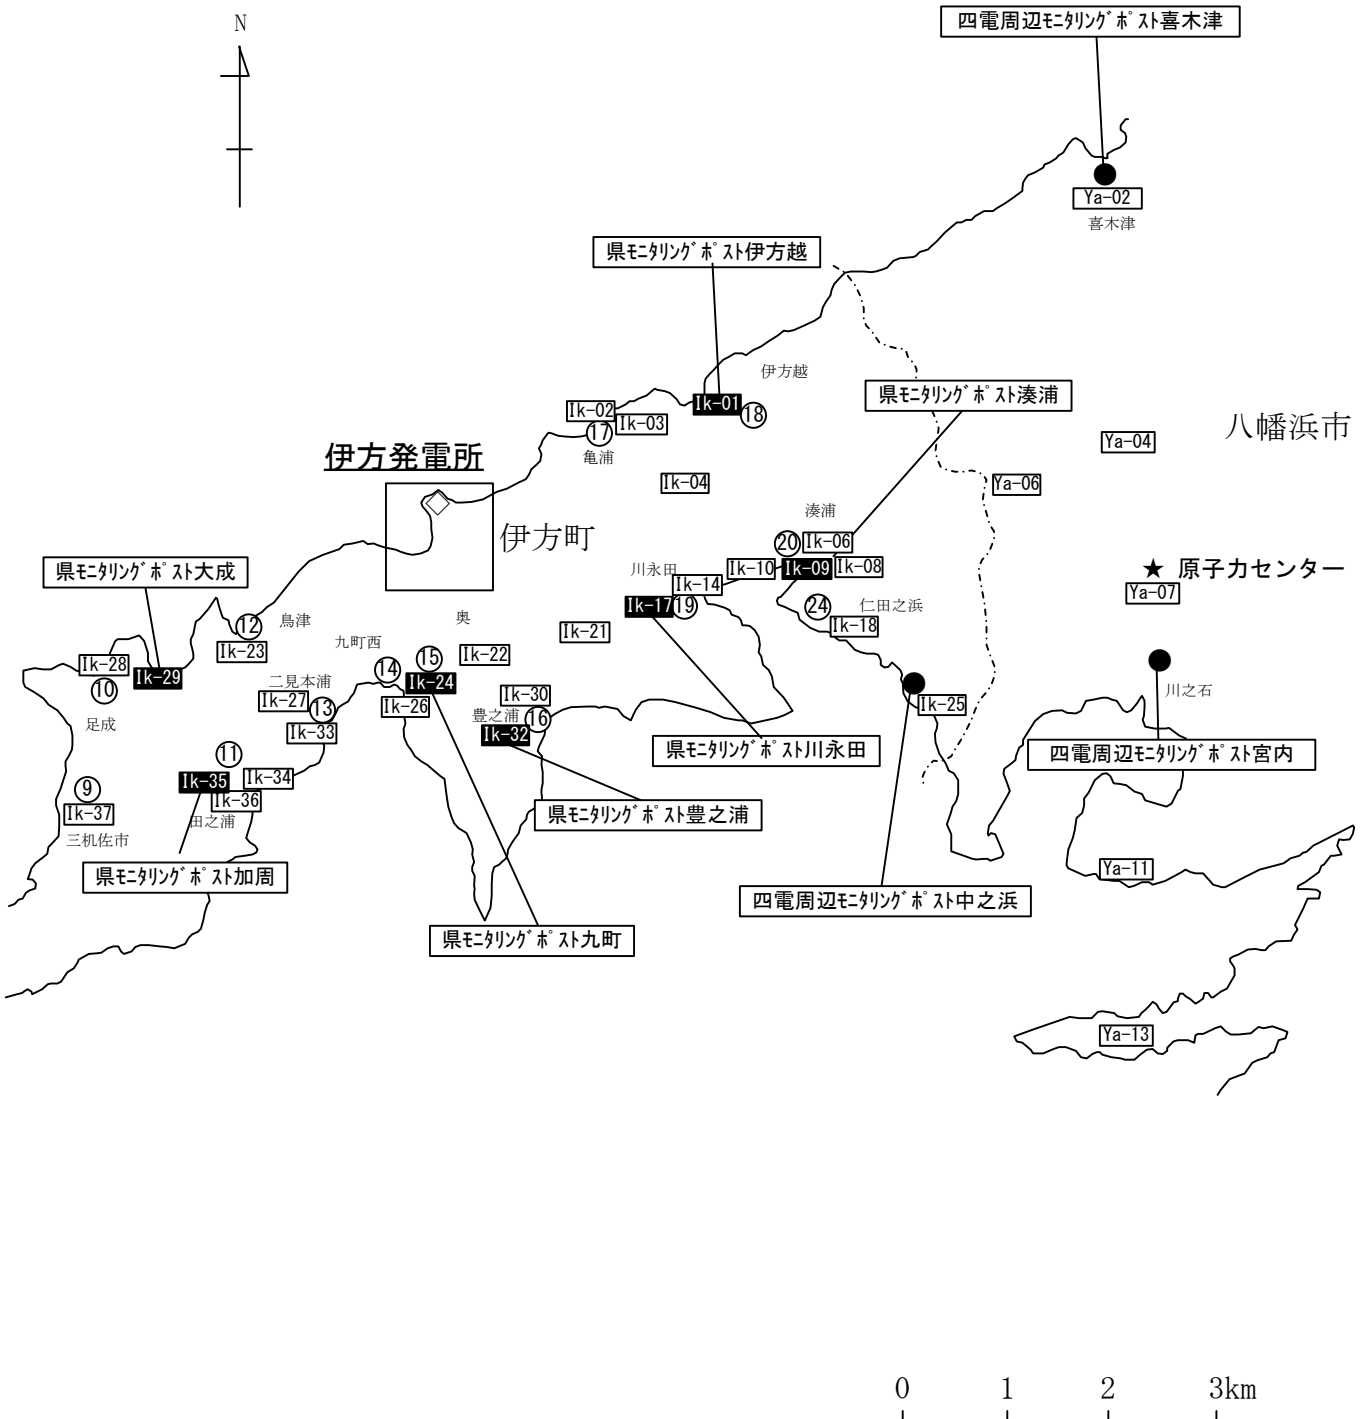 四電周辺モニタリングポスト喜木津
N
Ya-02
喜木津
県モニタリングポスト伊方越
伊方越
県モニタリングポスト湊浦
Ik-01
⑱
Ik-02
Ik-03
⑰
亀浦
八幡浜市
Ya-04
伊方発電所
Ik-04
Ya-06
伊方町
湊浦
⑳
Ik-06
県モニタリングポスト大成
川永田
Ik-14
Ik-10
Ik-09
Ik-08
★ 原子力センター
Ya-07
⑫
鳥津
Ik-23
奥
Ik-17
⑲
㉔
仁田之浜
Ik-18
Ik-21
九町西
⑮
Ik-22
Ik-28
Ik-29
⑩
足成
⑭
Ik-24
Ik-26
二見本浦
Ik-27
⑬
Ik-33
Ik-30
豊之浦
⑯
Ik-32
Ik-25
川之石
県モニタリングポスト川永田
四電周辺モニタリングポスト宮内
⑪
Ik-35
Ik-34
Ik-36
田之浦
⑨
Ik-37
三机佐市
県モニタリングポスト豊之浦
県モニタリングポスト加周
四電周辺モニタリングポスト中之浜
Ya-11
県モニタリングポスト九町
Ya-13
0 1 2 3km